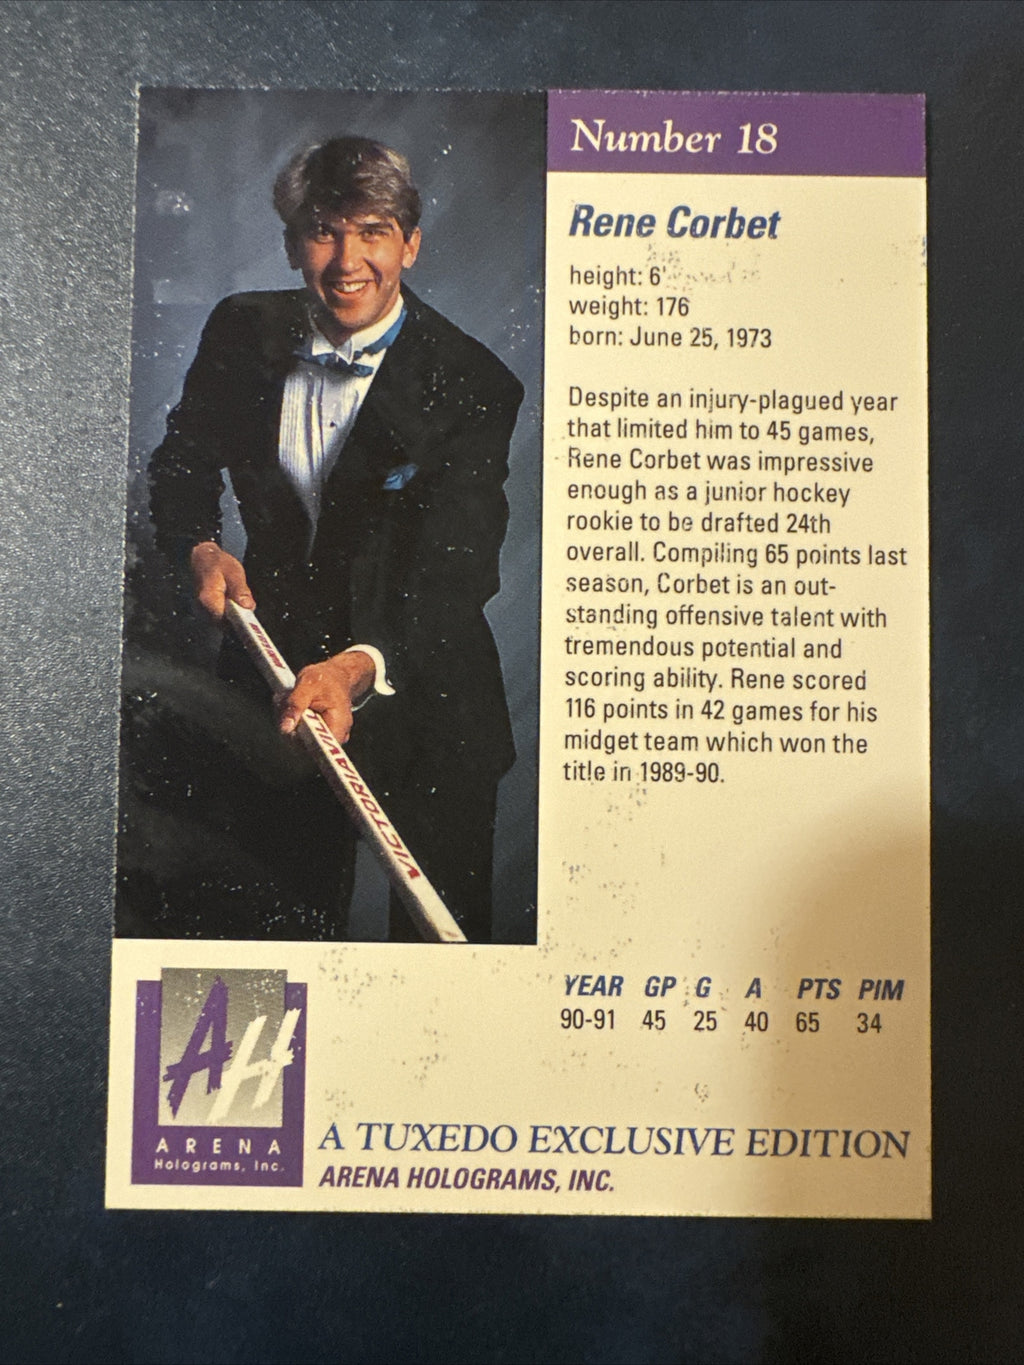 Number 18
Rene Corbet
height: 6'
weight: 176
born: June 25, 1973
Despite an injury-plagued year
that limited him to 45 games,
Rene Corbet was impressive
enough as a junior hockey
rookie to be drafted 24th
overall. Compiling 65 points last
season, Corbet is an out-
standing offensive talent with
tremendous potential and
scoring ability. Rene scored
116 points in 42 games for his
midget team which won the
title in 1989-90.
VICTORIAVILL
YEAR GP G A PTS PIM
90-91 45 25 40 65 34
AH
ARENA
Holograms, Inc.
A TUXEDO EXCLUSIVE EDITION
ARENA HOLOGRAMS, INC.